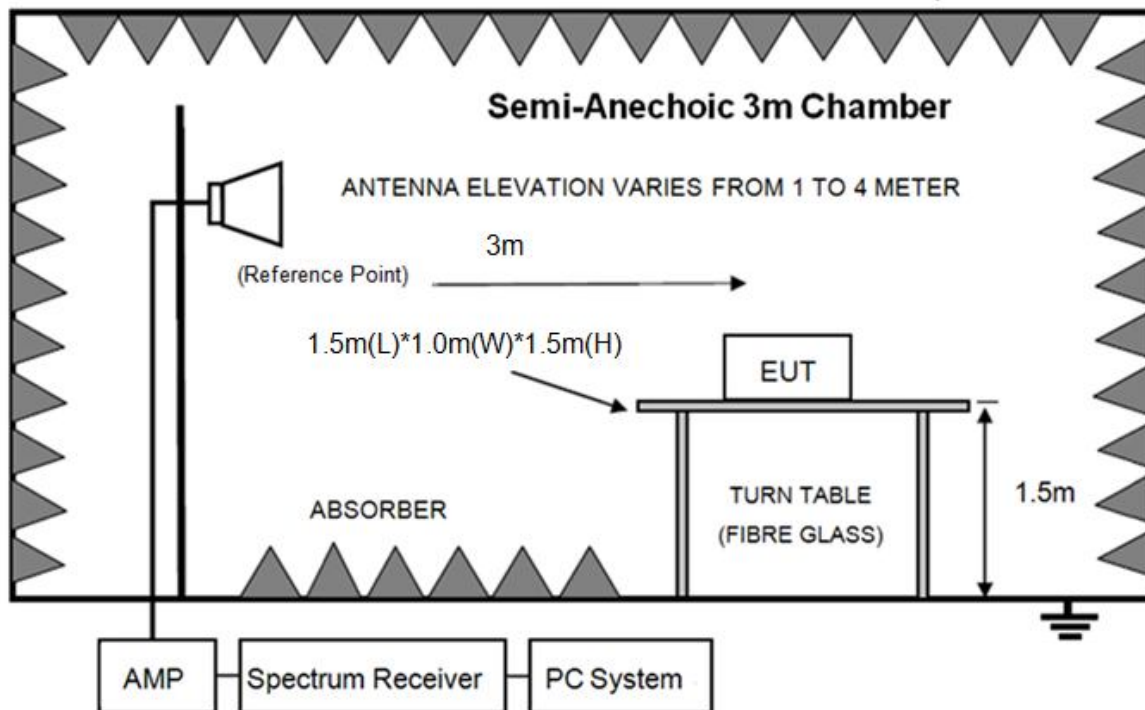 Semi-Anechoic 3m Chamber
ANTENNA ELEVATION VARIES FROM 1 TO 4 METER
3m
(Reference Point)
1.5m(L)*1.0m(W)*1.5m(H)
EUT
ABSORBER
TURN TABLE
(FIBRE GLASS)
1.5m
AMP
Spectrum Receiver
PC System